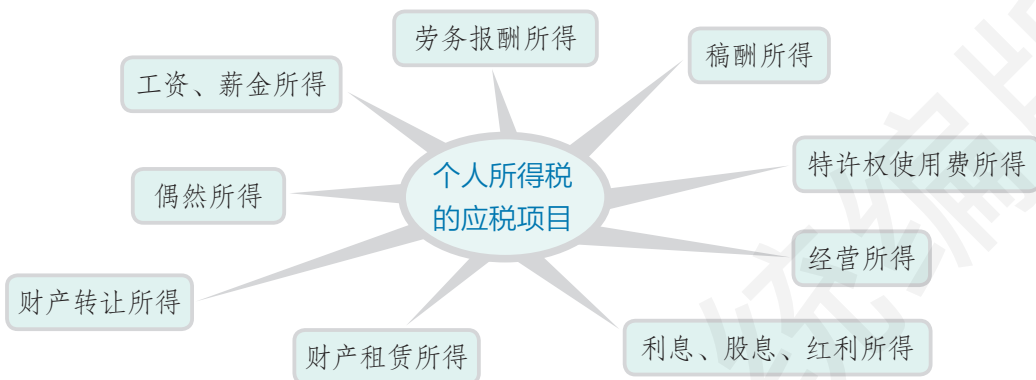 劳务报酬所得
稿酬所得
工资、薪金所得
个人所得税
的应税项目
特许权使用费所得
偶然所得
经营所得
财产转让所得
财产租赁所得
利息、股息、红利所得
统编版